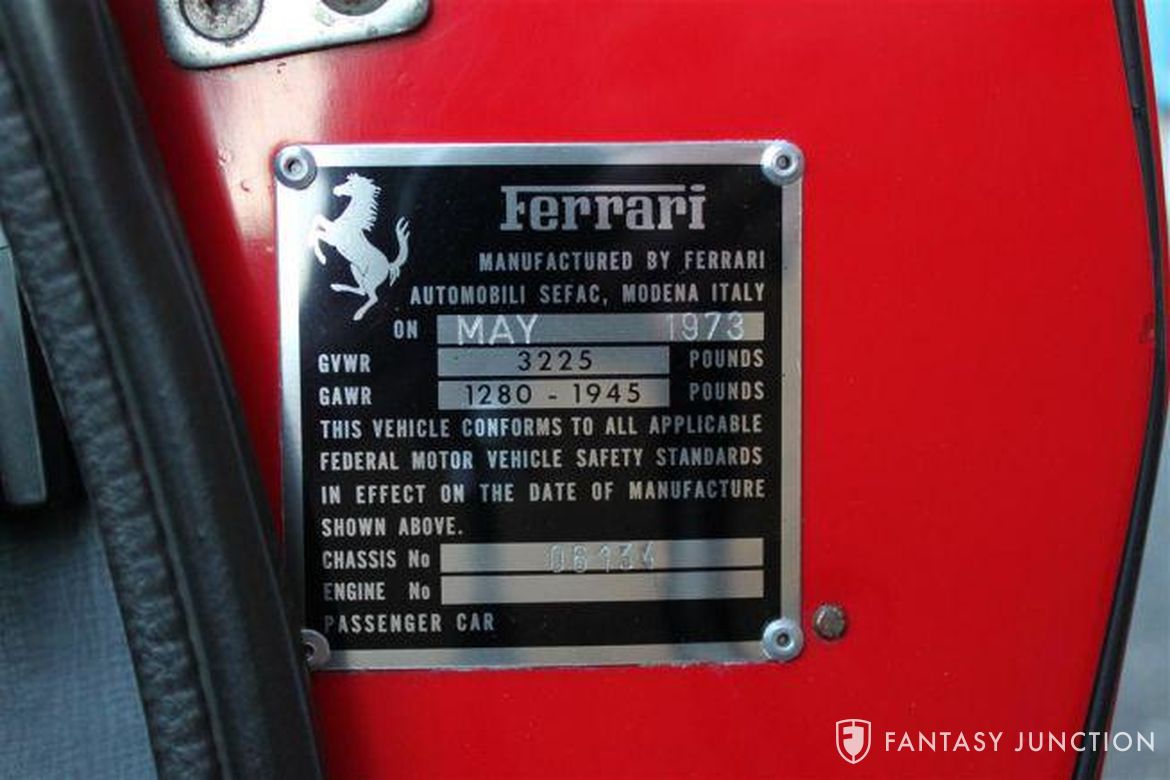 Ferrari
MANUFACTURED BY FERRARI
AUTOMOBILI SEFAC, MODENA ITALY
ON MAY 1973
GVWR 3225 POUNDS
GAWR 1280 - 1945 POUNDS
THIS VEHICLE CONFORMS TO ALL APPLICABLE
FEDERAL MOTOR VEHICLE SAFETY STANDARDS
IN EFFECT ON THE DATE OF MANUFACTURE
SHOWN ABOVE.
CHASSIS No 06134
ENGINE No
PASSENGER CAR
FANTASY JUNCTION